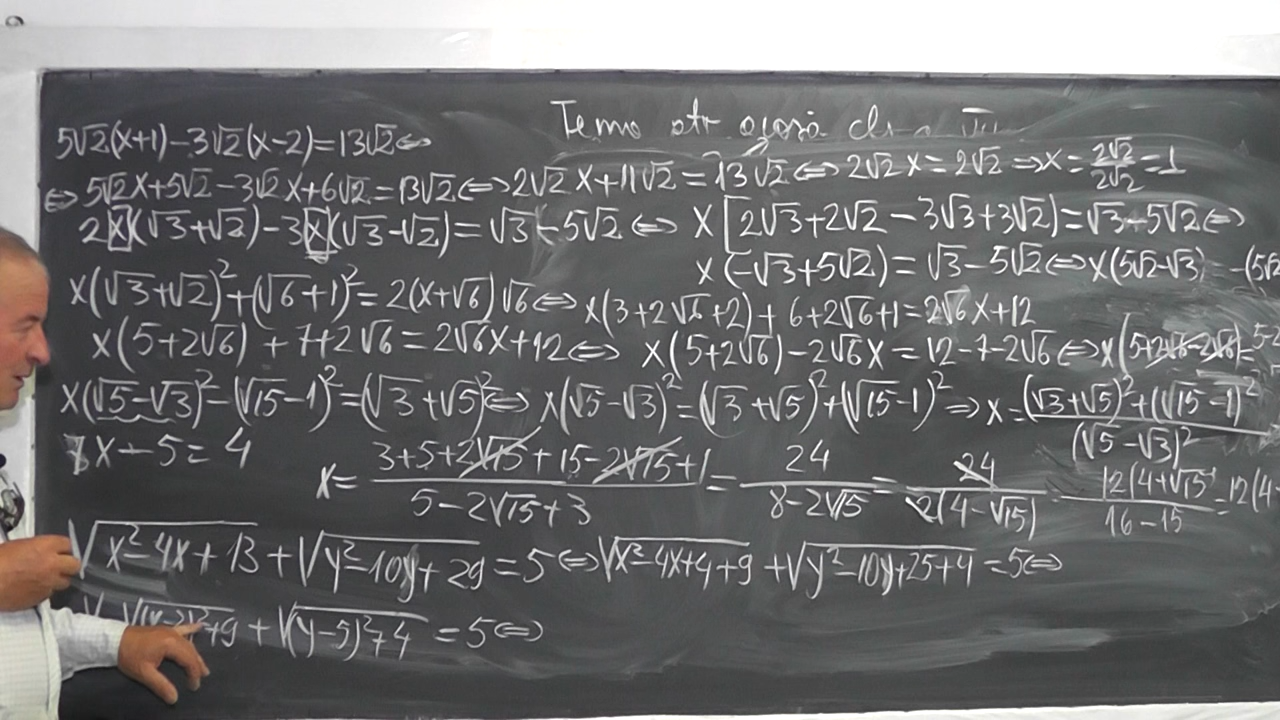 Temo ptr
5√2(x+1)-3√2(x-2)=13√2⇔
⇔ 5√2x+5√2-3√2x+6√2=13√2⇔2√2x+11√2=13√2⇔2√2x=2√2⇒x=2√2/2√2=1
2x(√3+√2)-3x(√3-√2)=√3-5√2⇔ x[2√3+2√2-3√3+3√2)=√3-5√2⇔
x(-√3+5√2)=√3-5√2⇔x(5√2-√3)=-(5√2
x(√3+√2)²+(√6+1)²=2(x+√6)√6⇔x(3+2√6+2)+6+2√6+1=2√6x+12
x(5+2√6)+7+2√6=2√6x+12⇔ x(5+2√6)-2√6x=12-7-2√6⇔x(5+2√6-2√6)=5-2
x(√5-√3)²-(√15-1)²=(√3+√5)²⇔ x(√5-√3)²=(√3+√5)²+(√15-1)²⇒x=((√3+√5)²+(√15-1)²)/(√5-√3)²
x-5=4
x=(3+5+2√15+15-2√15+1)/(5-2√15+3)=24/(8-2√15)=24/(2(4-√15))=12(4+√15)/(16-15)=12(4
√(x²-4x+13)+√(y²-10y+29)=5⇔√(x²-4x+4+9)+√(y²-10y+25+4)=5⇔
√((x-2)²+9)+√((y-5)²+4)=5⇔